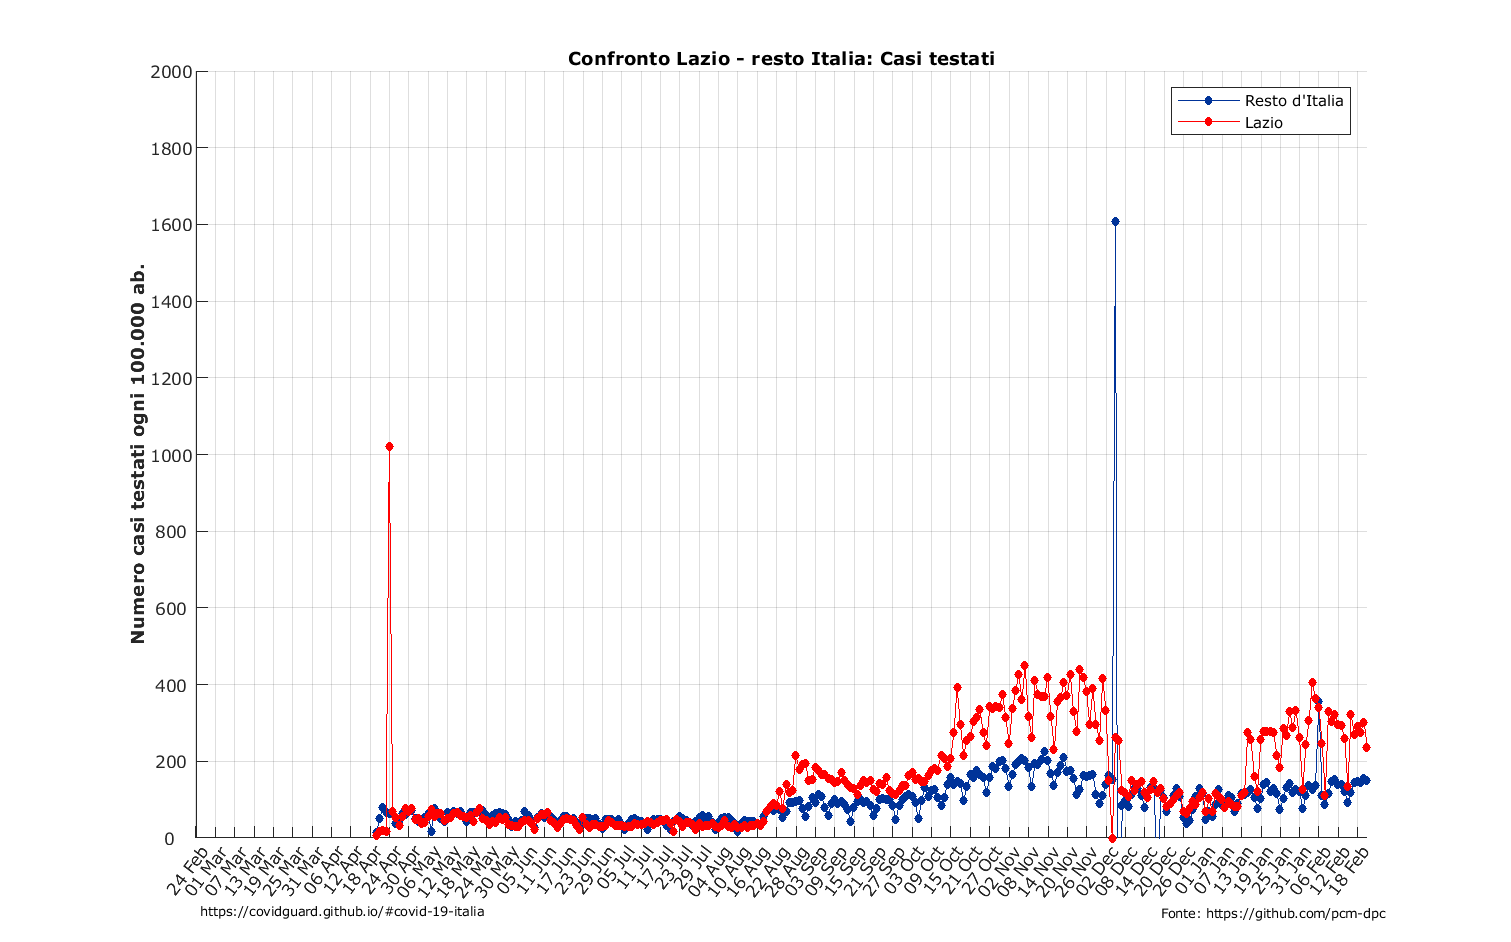 Confronto Lazio - resto Italia: Casi testati
Resto d'Italia
Lazio
Numero casi testati ogni 100.000 ab.
2000
1800
1600
1400
1200
1000
800
600
400
200
0
24 Feb
01 Mar
07 Mar
13 Mar
19 Mar
25 Mar
31 Mar
06 Apr
12 Apr
18 Apr
24 Apr
30 Apr
06 May
12 May
18 May
24 May
30 May
05 Jun
11 Jun
17 Jun
23 Jun
29 Jun
05 Jul
11 Jul
17 Jul
23 Jul
29 Jul
04 Aug
10 Aug
16 Aug
22 Aug
28 Aug
03 Sep
09 Sep
15 Sep
21 Sep
27 Sep
03 Oct
09 Oct
15 Oct
21 Oct
27 Oct
02 Nov
08 Nov
14 Nov
20 Nov
26 Nov
02 Dec
08 Dec
14 Dec
20 Dec
26 Dec
01 Jan
07 Jan
13 Jan
19 Jan
25 Jan
31 Jan
06 Feb
12 Feb
18 Feb
https://covidguard.github.io/#covid-19-italia
Fonte: https://github.com/pcm-dpc